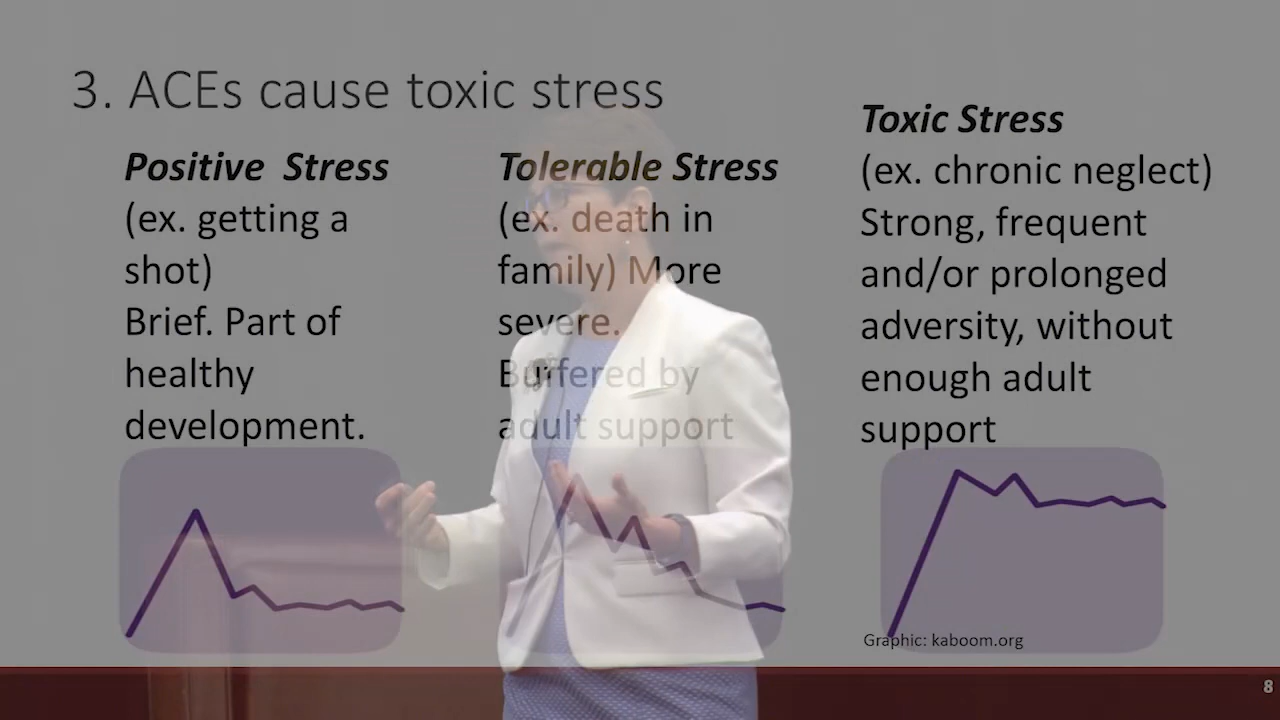 3. ACEs cause toxic stress
Positive  Stress
(ex. getting a
shot)
Brief. Part of
healthy
development.
Tolerable Stress
(ex. death in
family) More
severe.
Buffered by
adult support
Toxic Stress
(ex. chronic neglect)
Strong, frequent
and/or prolonged
adversity, without
enough adult
support
Graphic: kaboom.org
8